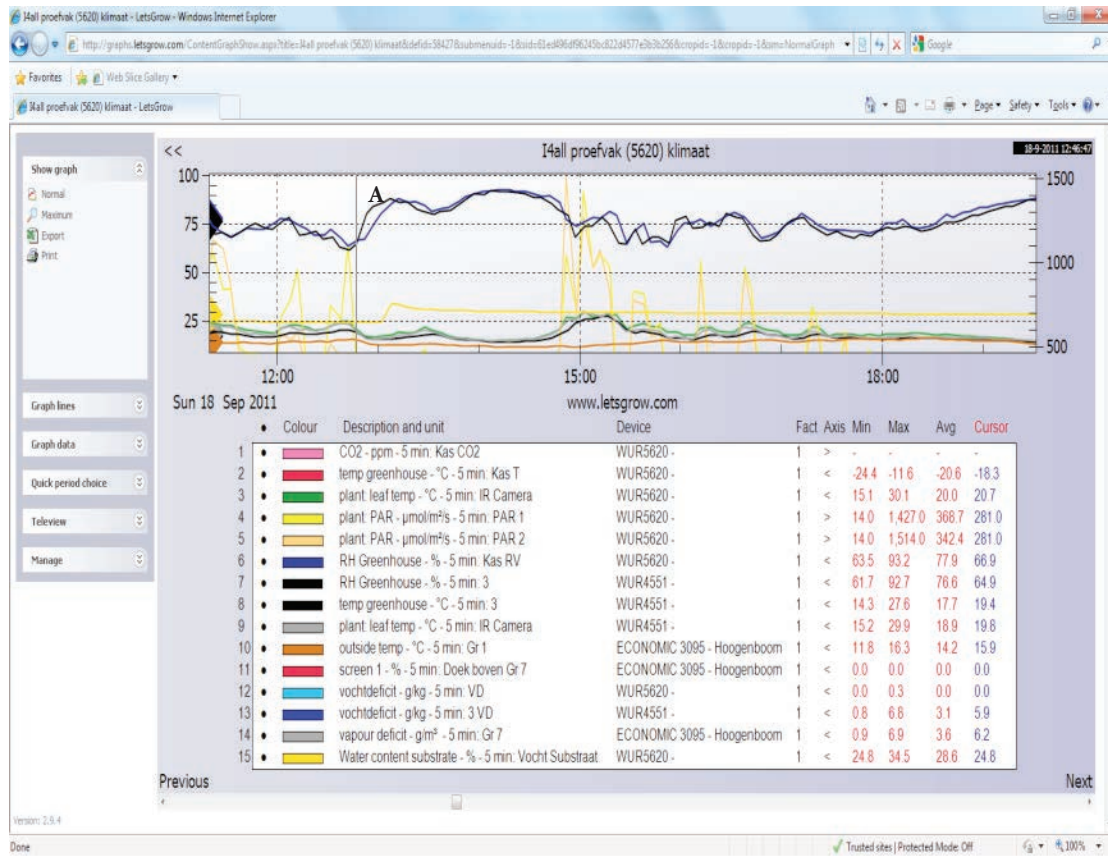 I4all proefvak (5620) klimaat - LetsGrow - Windows Internet Explorer
Google
Favorites Web Slice Gallery
I4all proefvak (5620) klimaat - LetsGrow
Page Safety Tools
<< I4all proefvak (5620) klimaat 18-9-2011 12:46:47
Show graph
Normal
Maximum
Export
Print
Graph lines
Graph data
Quick period choice
Teleview
Manage
100 1500
A
75
50 1000
25
500
12:00 15:00 18:00
Sun 18 Sep 2011 www.letsgrow.com
• Colour Description and unit Device Fact Axis Min Max Avg Cursor
1 • CO2 - ppm - 5 min: Kas CO2 WUR5620 - 1 > - - - -
2 • temp greenhouse - °C - 5 min: Kas T WUR5620 - 1 < -24.4 -11.6 -20.6 -18.3
3 • plant: leaf temp - °C - 5 min: IR Camera WUR5620 - 1 < 15.1 30.1 20.0 20.7
4 • plant: PAR - µmol/m²/s - 5 min: PAR 1 WUR5620 - 1 > 14.0 1,427.0 368.7 281.0
5 • plant: PAR - µmol/m²/s - 5 min: PAR 2 WUR5620 - 1 > 14.0 1,514.0 342.4 281.0
6 • RH Greenhouse - % - 5 min: Kas RV WUR5620 - 1 < 63.5 93.2 77.9 66.9
7 • RH Greenhouse - % - 5 min: 3 WUR4551 - 1 < 61.7 92.7 76.6 64.9
8 • temp greenhouse - °C - 5 min: 3 WUR4551 - 1 < 14.3 27.6 17.7 19.4
9 • plant: leaf temp - °C - 5 min: IR Camera WUR4551 - 1 < 15.2 29.9 18.9 19.8
10 • outside temp - °C - 5 min: Gr 1 ECONOMIC 3095 - Hoogenboom 1 < 11.8 16.3 14.2 15.9
11 • screen 1 - % - 5 min: Doek boven Gr 7 ECONOMIC 3095 - Hoogenboom 1 < 0.0 0.0 0.0 0.0
12 • vochtdeficit - g/kg - 5 min: VD WUR5620 - 1 < 0.0 0.3 0.0 0.0
13 • vochtdeficit - g/kg - 5 min: 3 VD WUR4551 - 1 < 0.8 6.8 3.1 5.9
14 • vapour deficit - g/m³ - 5 min: Gr 7 ECONOMIC 3095 - Hoogenboom 1 < 0.9 6.9 3.6 6.2
15 • Water content substrate - % - 5 min: Vocht Substraat WUR5620 - 1 < 24.8 34.5 28.6 24.8
Previous Next
Version: 2.9.4
Done Trusted sites | Protected Mode: Off 100%